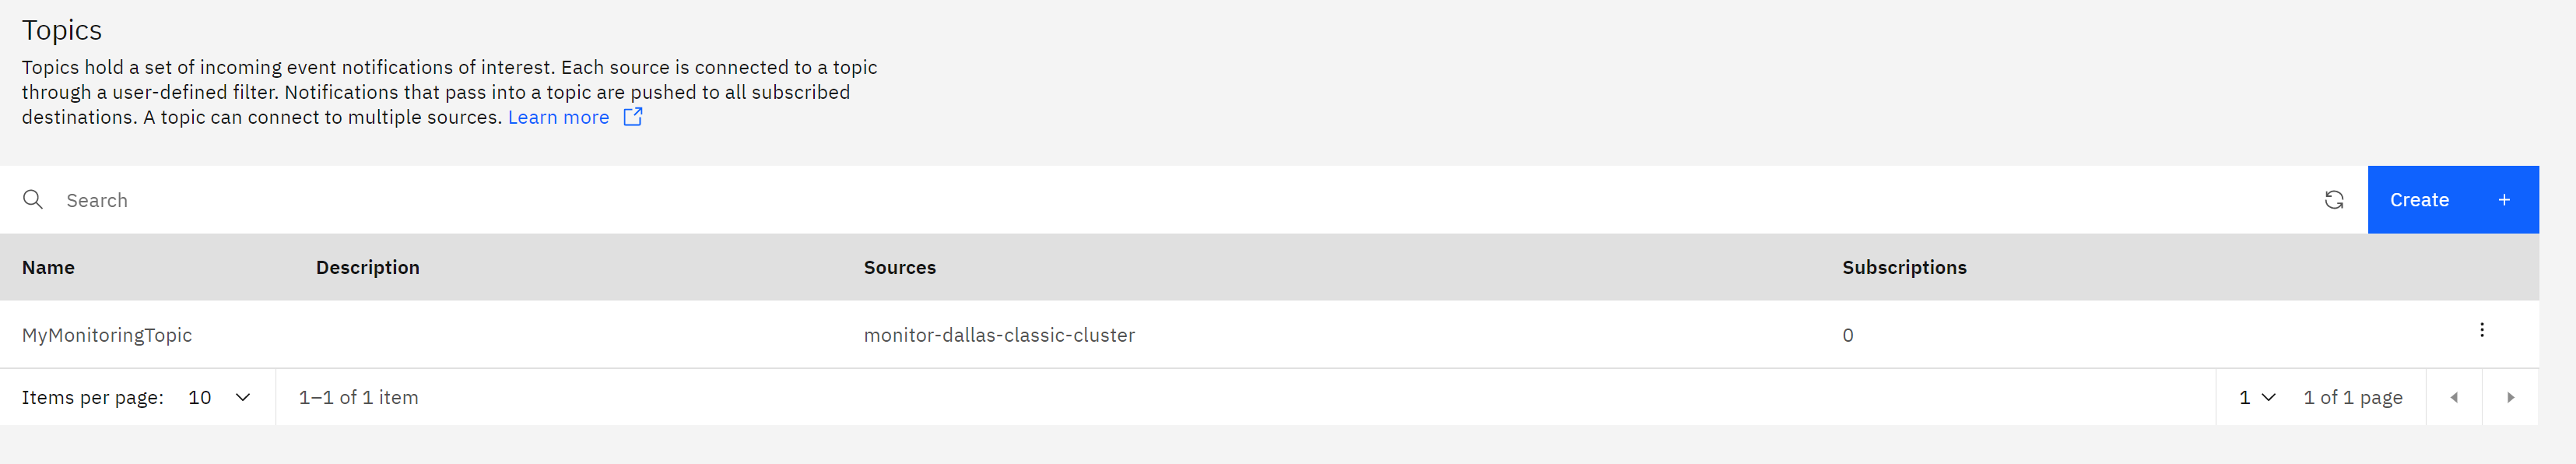 Topics
Topics hold a set of incoming event notifications of interest. Each source is connected to a topic
through a user-defined filter. Notifications that pass into a topic are pushed to all subscribed
destinations. A topic can connect to multiple sources. Learn more
Search
Create +
Name Description Sources Subscriptions
MyMonitoringTopic monitor-dallas-classic-cluster 0
Items per page: 10 1–1 of 1 item 1 1 of 1 page